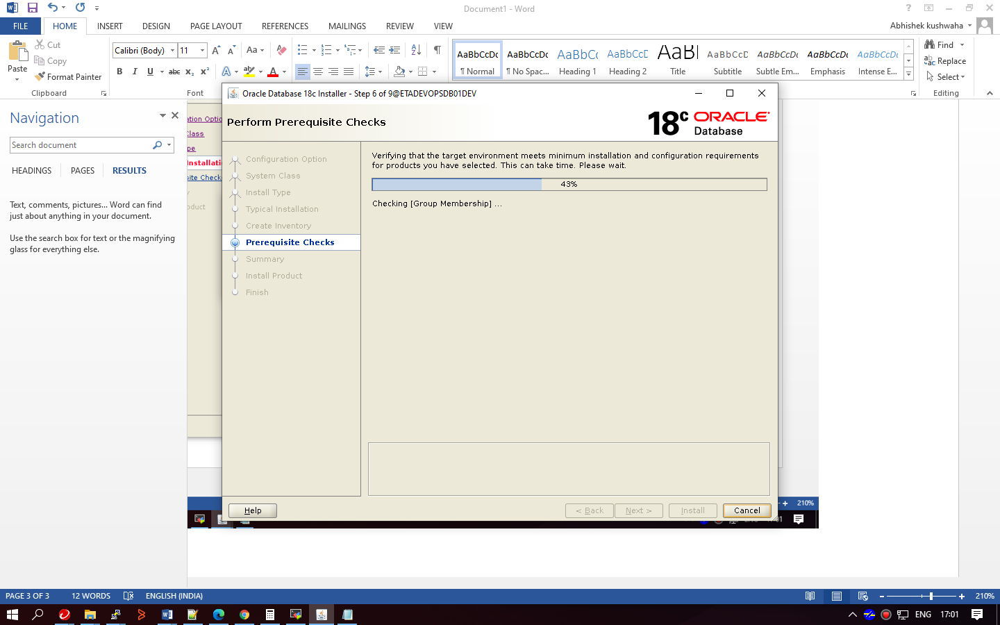 Document1 - Word
FILE HOME INSERT DESIGN PAGE LAYOUT REFERENCES MAILINGS REVIEW VIEW
Abhishek kushwaha
Paste
Cut
Copy
Format Painter
Clipboard
Calibri (Body) 11
Font
AaBbCcDc AaBbCcDc AaBbCc AaBbCcD AaBl AaBbCcD AaBbCcDt AaBbCcDt AaBbCcDt
¶ Normal ¶ No Spac... Heading 1 Heading 2 Title Subtitle Subtle Em... Emphasis Intense E...
Find
Replace
Select
Editing
Navigation
Search document
HEADINGS PAGES RESULTS
Text, comments, pictures... Word can find
just about anything in your document.
Use the search box for text or the magnifying
glass for everything else.
ation Optio
Class
pe
Installati
site Check
y
oduct
Oracle Database 18c Installer - Step 6 of 9@ETADEVOPSDB01DEV
Perform Prerequisite Checks
18c ORACLE
Database
Configuration Option
System Class
Install Type
Typical Installation
Create Inventory
Prerequisite Checks
Summary
Install Product
Finish
Verifying that the target environment meets minimum installation and configuration requirements
for products you have selected. This can take time. Please wait.
43%
Checking [Group Membership] ...
Help < Back Next > Install Cancel
210%
PAGE 3 OF 3 12 WORDS ENGLISH (INDIA) 210%
ENG 17:01